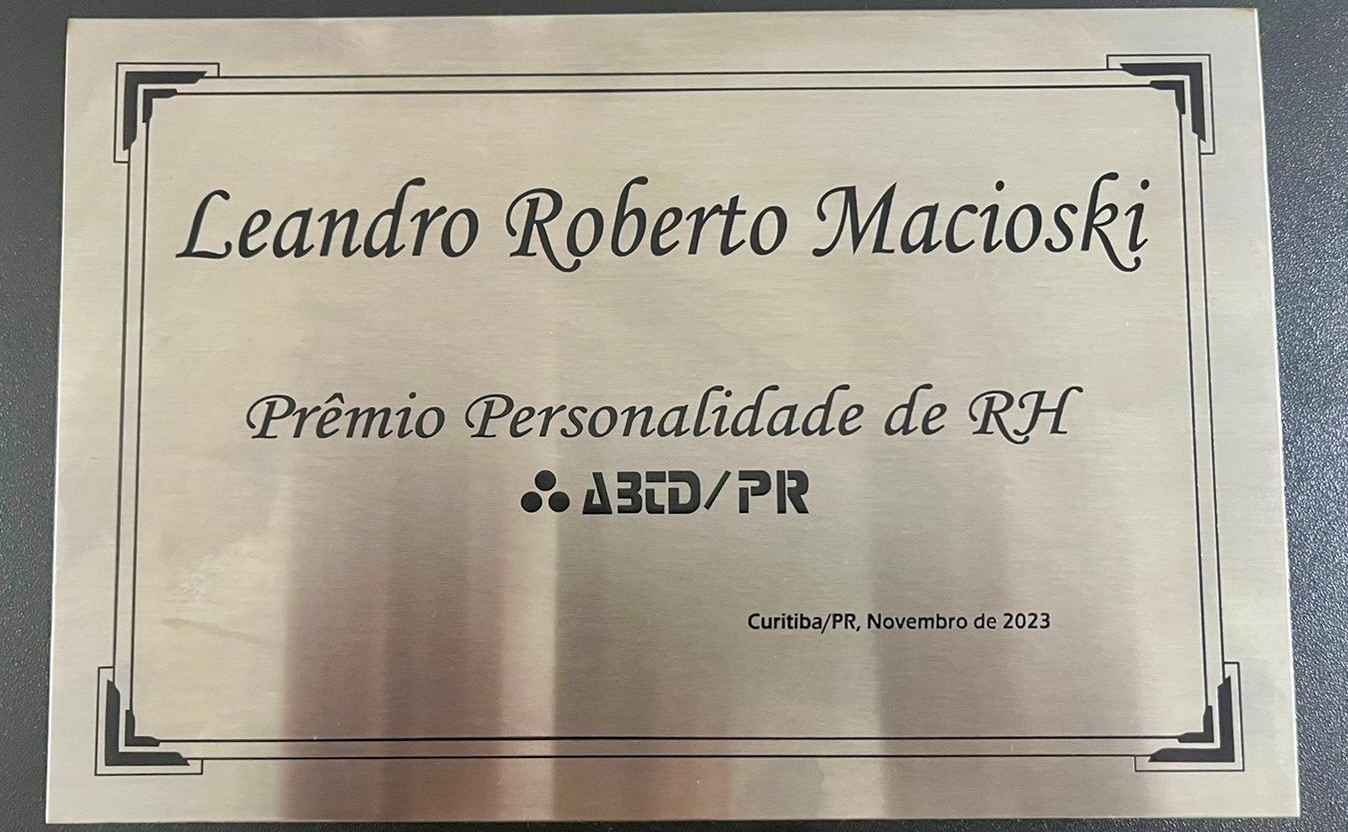 Leandro Roberto Macioski
Prêmio Personalidade de RH
ABTD/PR
Curitiba/PR, Novembro de 2023